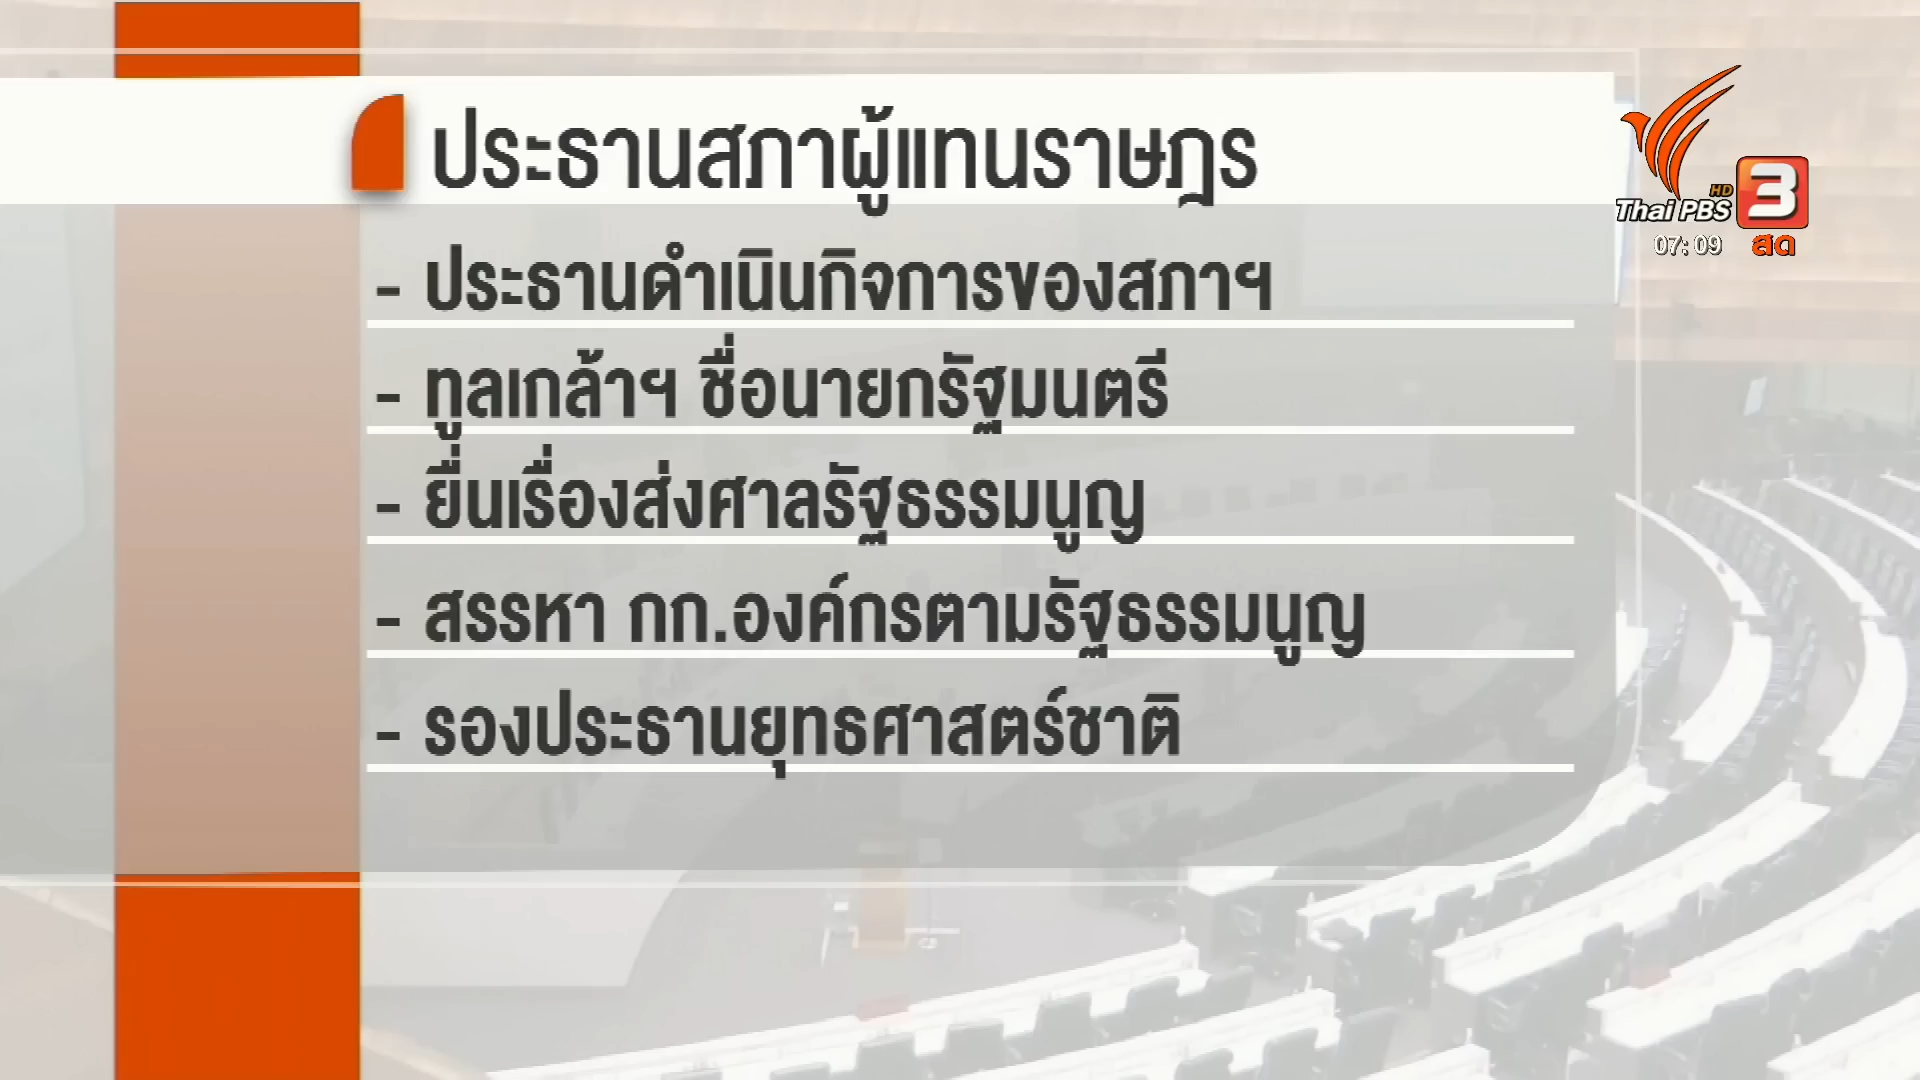 ประธานสภาผู้แทนราษฎร
- ประธานดำเนินกิจการของสภาฯ
- ทูลเกล้าฯ ชื่อนายกรัฐมนตรี
- ยื่นเรื่องส่งศาลรัฐธรรมนูญ
- สรรหา กก.องค์กรตามรัฐธรรมนูญ
- รองประธานยุทธศาสตร์ชาติ
HD
Thai PBS 3
07:09 สด